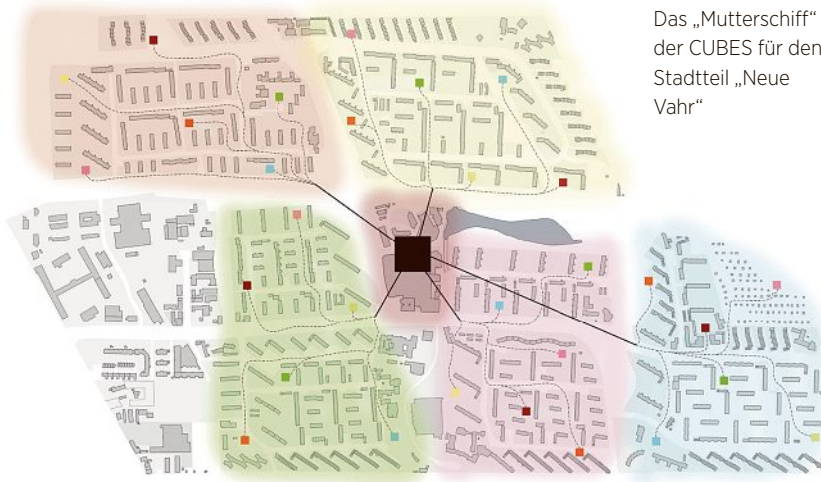 Das „Mutterschiff“
der CUBES für den
Stadtteil „Neue
Vahr“